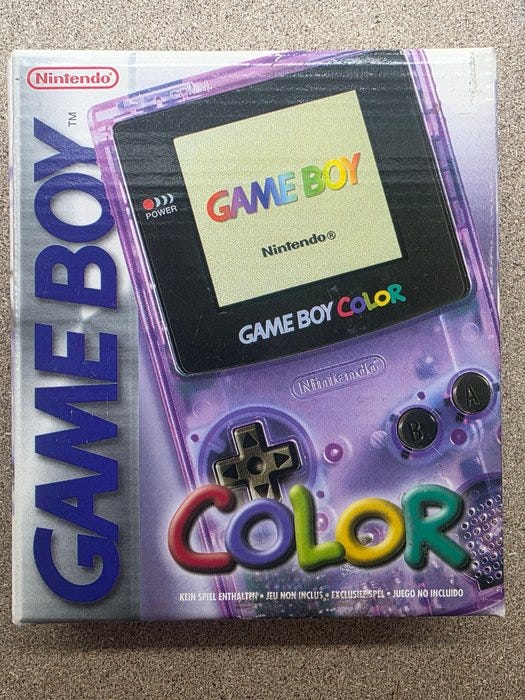 Nintendo®
GAME BOY™
POWER
GAME BOY
Nintendo®
GAME BOY COLOR
Nintendo
B
A
COLOR
KEIN SPIEL ENTHALTEN • JEU NON INCLUS • EXCLUSIEF SPEL • JUEGO NO INCLUIDO